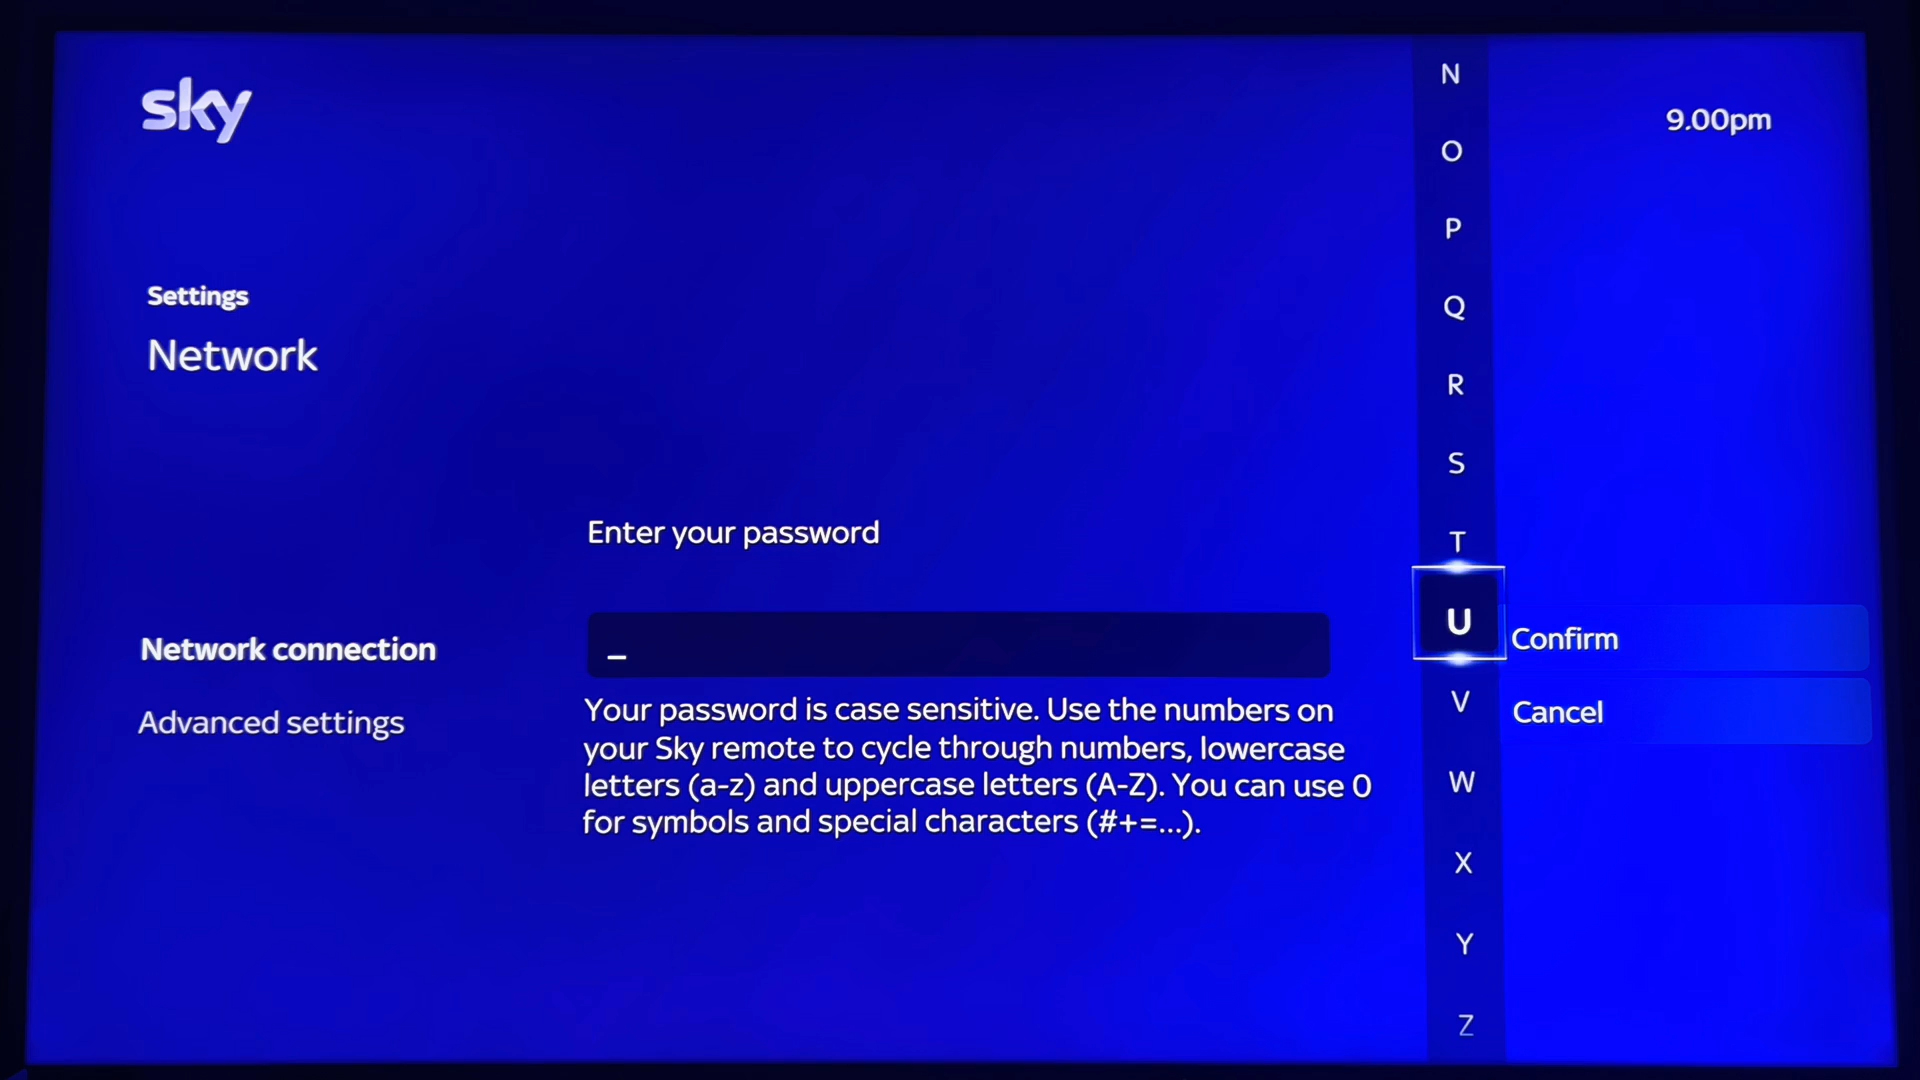 sky
9.00pm
Settings
Network
Enter your password
Network connection
Advanced settings
_
Your password is case sensitive. Use the numbers on
your Sky remote to cycle through numbers, lowercase
letters (a-z) and uppercase letters (A-Z). You can use 0
for symbols and special characters (#+=...).
N
O
P
Q
R
S
T
U
V
W
X
Y
Z
Confirm
Cancel